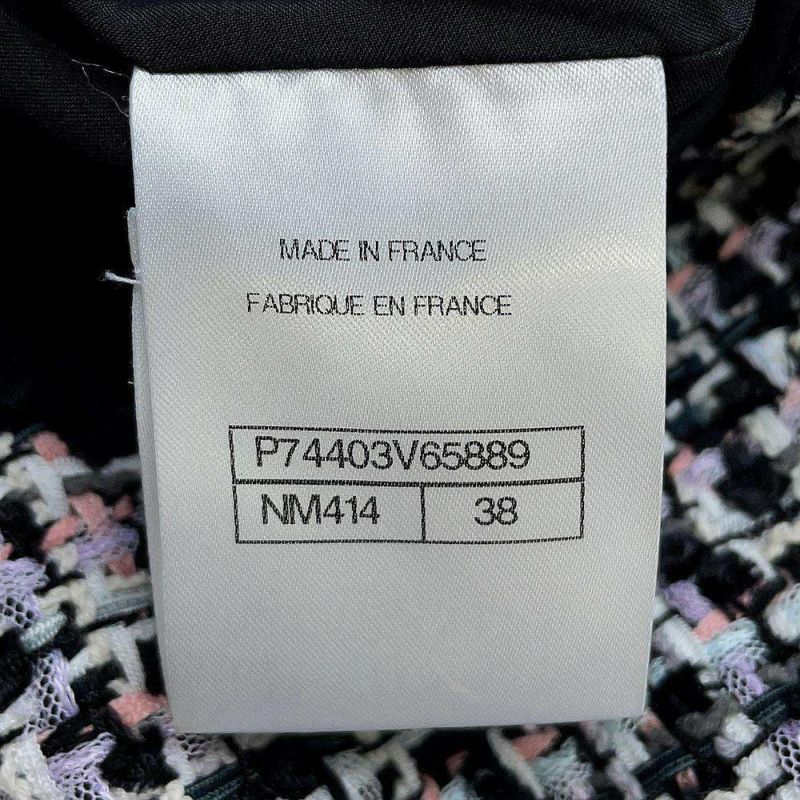 MADE IN FRANCE
FABRIQUE EN FRANCE
P74403V65889
NM414 38